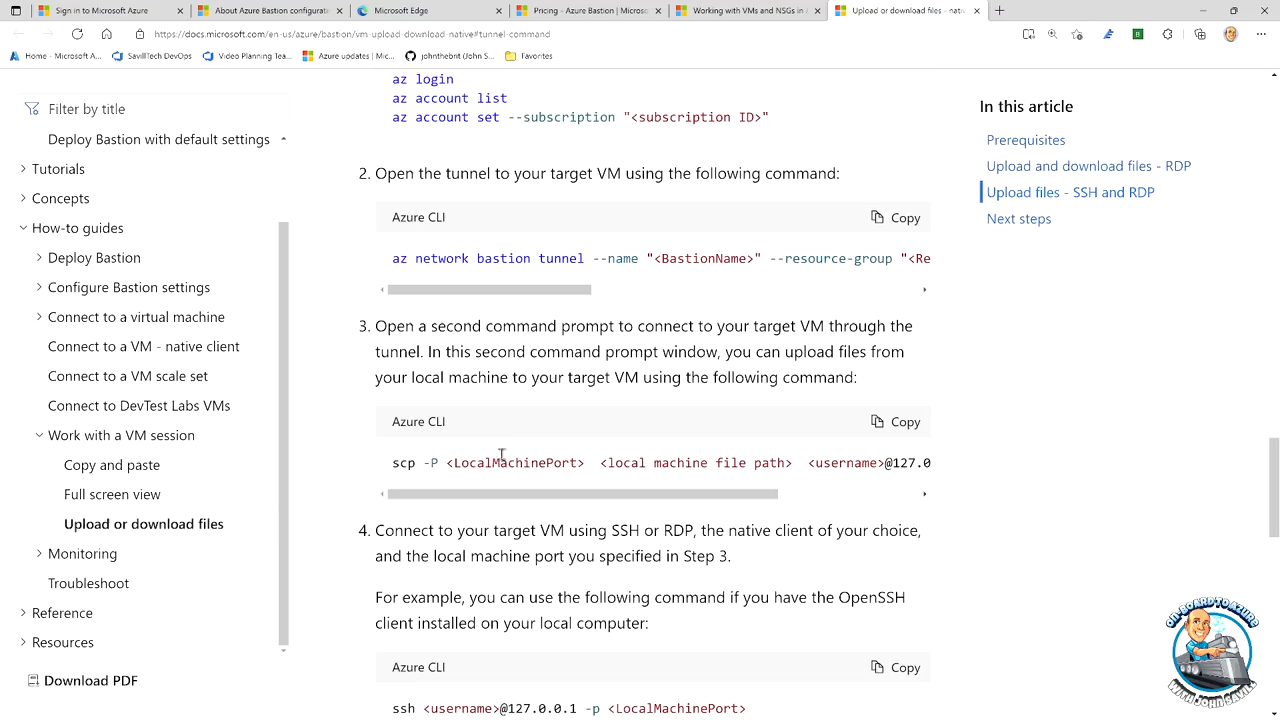 Sign in to Microsoft Azure
About Azure Bastion configuratio
Microsoft Edge
Pricing - Azure Bastion | Microso
Working with VMs and NSGs in
Upload or download files - nati
https://docs.microsoft.com/en-us/azure/bastion/vm-upload-download-native#tunnel-command
Home - Microsoft A...
SavillTech DevOps
Video Planning Tea...
Azure updates | Mic...
johnthebrit (John S...
Favorites
Filter by title
Deploy Bastion with default settings
Tutorials
Concepts
How-to guides
Deploy Bastion
Configure Bastion settings
Connect to a virtual machine
Connect to a VM - native client
Connect to a VM scale set
Connect to DevTest Labs VMs
Work with a VM session
Copy and paste
Full screen view
Upload or download files
Monitoring
Troubleshoot
Reference
Resources
Download PDF
az login
az account list
az account set --subscription "<subscription ID>"
2. Open the tunnel to your target VM using the following command:
Azure CLI
Copy
az network bastion tunnel --name "<BastionName>" --resource-group "<Re
3. Open a second command prompt to connect to your target VM through the
tunnel. In this second command prompt window, you can upload files from
your local machine to your target VM using the following command:
Azure CLI
Copy
scp -P <LocalMachinePort>  <local machine file path>  <username>@127.0
4. Connect to your target VM using SSH or RDP, the native client of your choice,
and the local machine port you specified in Step 3.
For example, you can use the following command if you have the OpenSSH
client installed on your local computer:
Azure CLI
Copy
ssh <username>@127.0.0.1 -p <LocalMachinePort>
In this article
Prerequisites
Upload and download files - RDP
Upload files - SSH and RDP
Next steps
ON-BOARD TO AZURE
WITH JOHN SAVILL